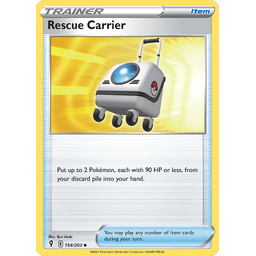 TRAINER Item
Rescue Carrier
Put up to 2 Pokémon, each with 90 HP or less, from
your discard pile into your hand.
Illus. Ryo Ueda
You may play any number of Item cards
during your turn.
154/203
©2021 Pokémon / Nintendo / Creatures / GAME FREAK